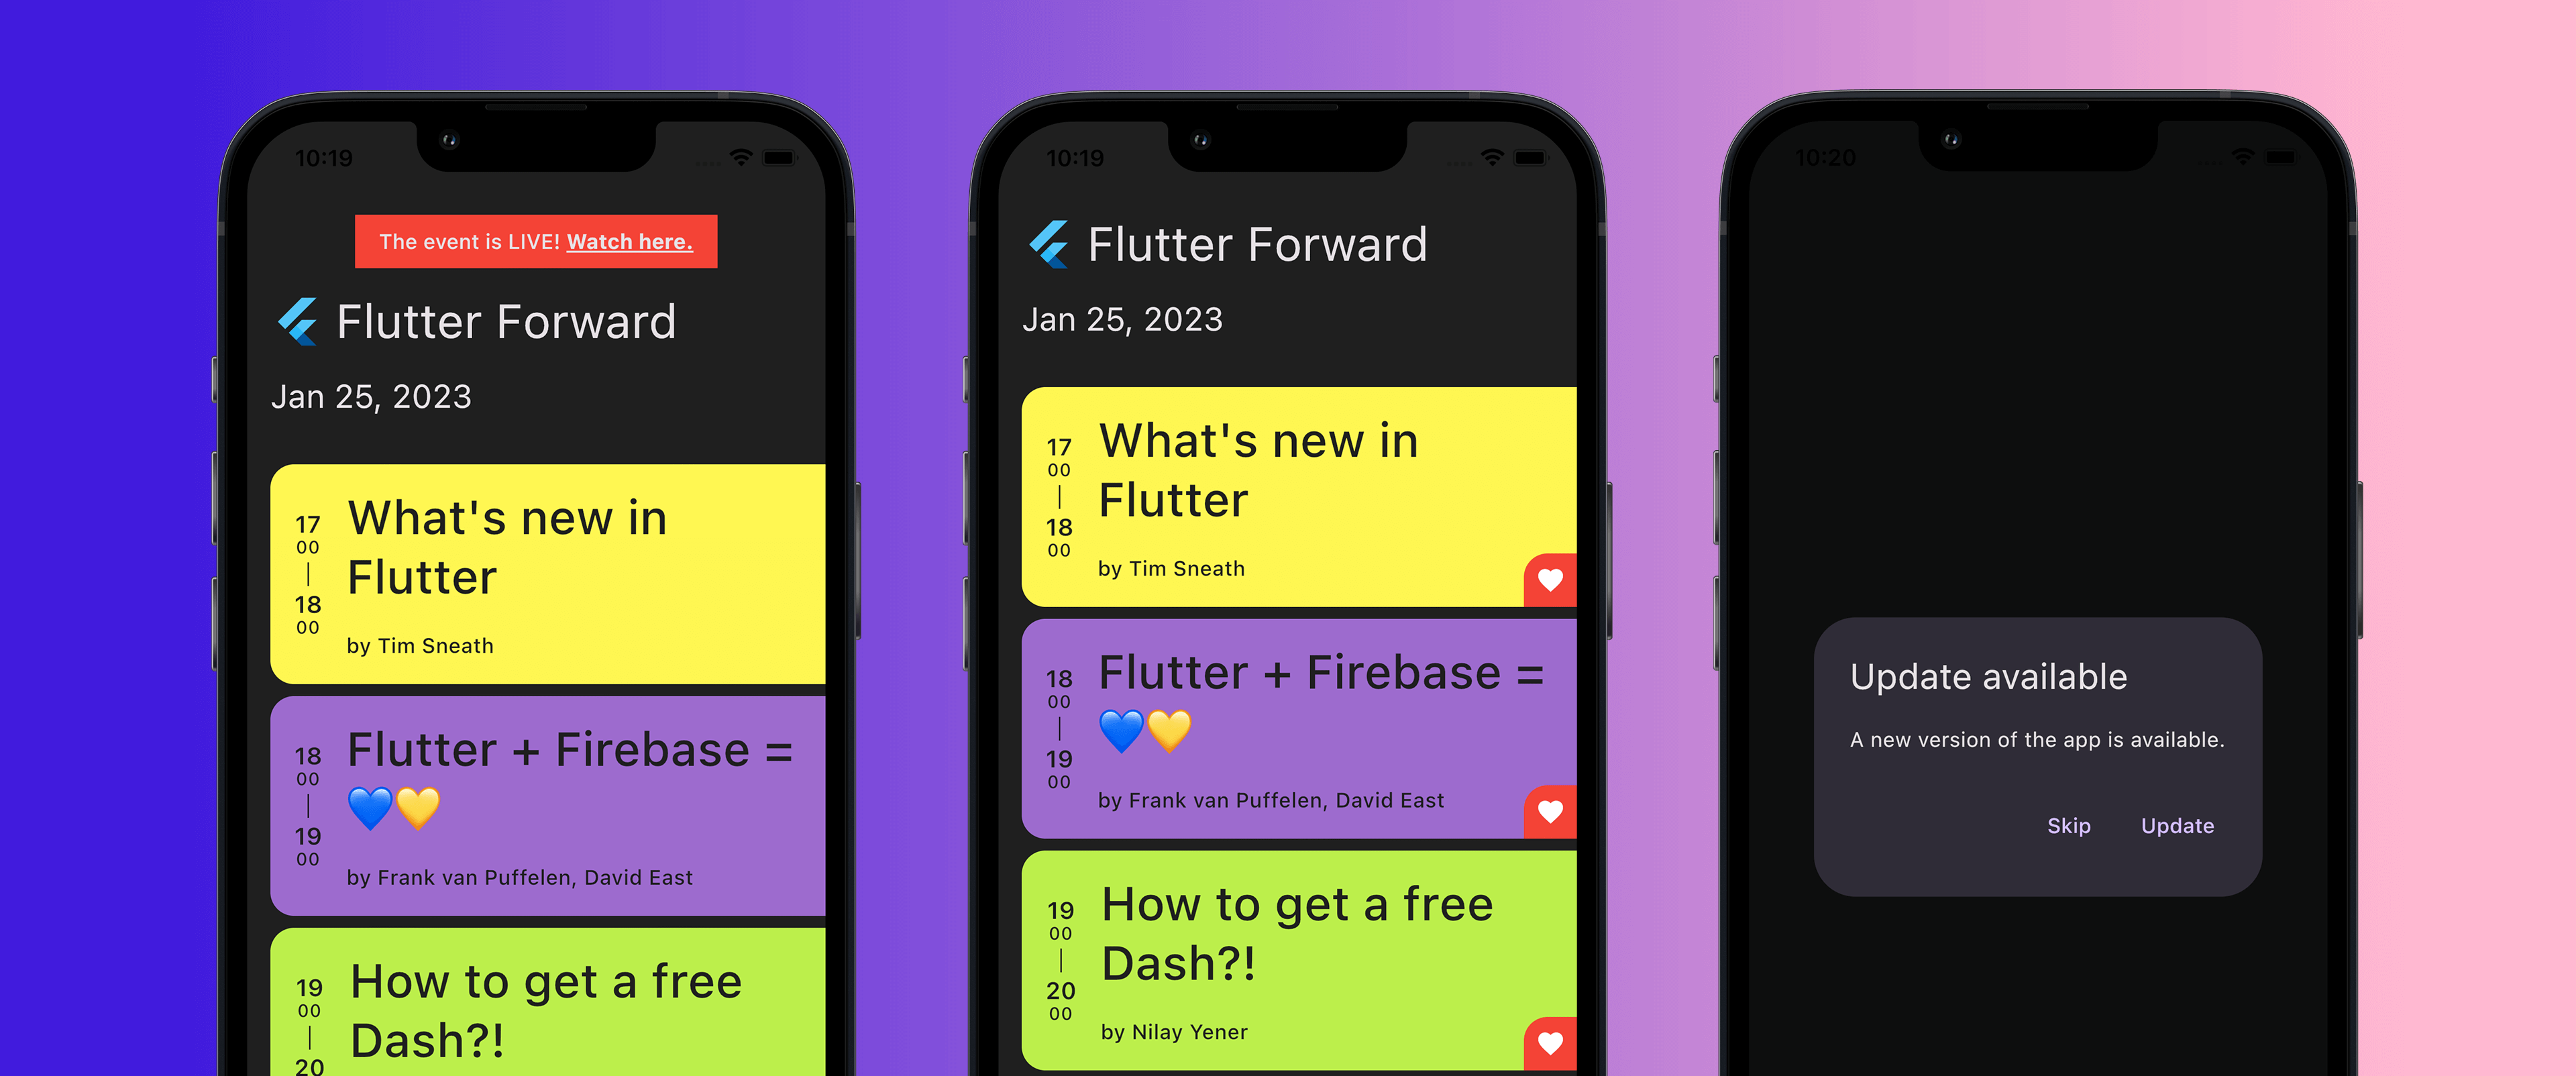 10:19
The event is LIVE! Watch here.
Flutter Forward
Jan 25, 2023
17
00
18
00
What's new in
Flutter
by Tim Sneath
18
00
19
00
Flutter + Firebase =
💙💛
by Frank van Puffelen, David East
19
00
20
How to get a free
Dash?!
10:19
Flutter Forward
Jan 25, 2023
17
00
18
00
What's new in
Flutter
by Tim Sneath
18
00
19
00
Flutter + Firebase =
💙💛
by Frank van Puffelen, David East
19
00
20
00
How to get a free
Dash?!
by Nilay Yener
10:20
Update available
A new version of the app is available.
Skip Update